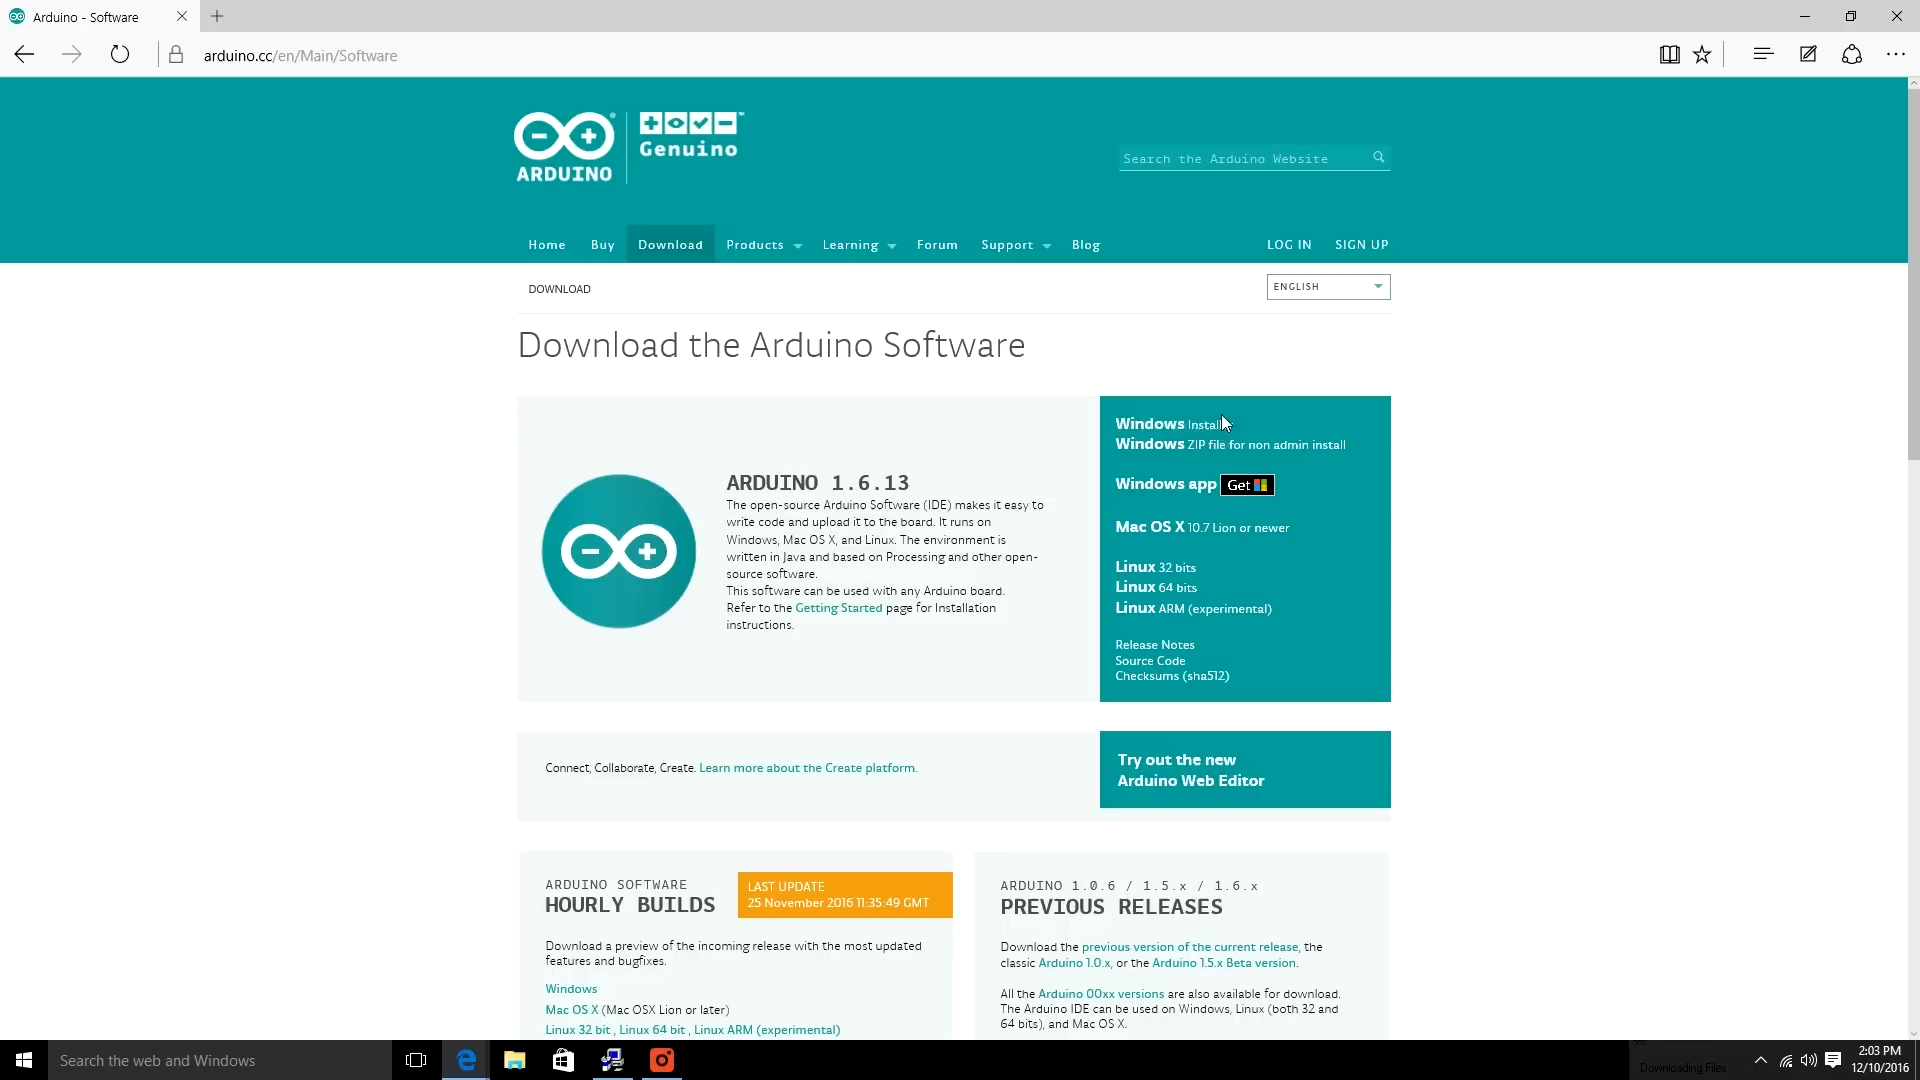 Arduino - Software
arduino.cc/en/Main/Software
ARDUINO
Genuino
Search the Arduino Website
Home Buy Download Products Learning Forum Support Blog LOG IN SIGN UP
DOWNLOAD
ENGLISH
Download the Arduino Software
ARDUINO 1.6.13
The open-source Arduino Software (IDE) makes it easy to
write code and upload it to the board. It runs on
Windows, Mac OS X, and Linux. The environment is
written in Java and based on Processing and other open-
source software.
This software can be used with any Arduino board.
Refer to the Getting Started page for Installation
instructions.
Windows
Windows ZIP file for non admin install
Windows app Get
Mac OS X 10.7 Lion or newer
Linux 32 bits
Linux 64 bits
Linux ARM (experimental)
Release Notes
Source Code
Checksums (sha512)
Connect, Collaborate, Create. Learn more about the Create platform.
Try out the new
Arduino Web Editor
ARDUINO SOFTWARE
HOURLY BUILDS
LAST UPDATE
25 November 2016 11:35:49 GMT
Download a preview of the incoming release with the most updated
features and bugfixes.
Windows
Mac OS X (Mac OSX Lion or later)
Linux 32 bit , Linux 64 bit , Linux ARM (experimental)
ARDUINO 1.0.6 / 1.5.x / 1.6.x
PREVIOUS RELEASES
Download the previous version of the current release, the
classic Arduino 1.0.x, or the Arduino 1.5.x Beta version.
All the Arduino 00xx versions are also available for download.
The Arduino IDE can be used on Windows, Linux (both 32 and
64 bits), and Mac OS X.
Search the web and Windows
Downloading Files
2:03 PM
12/10/2016